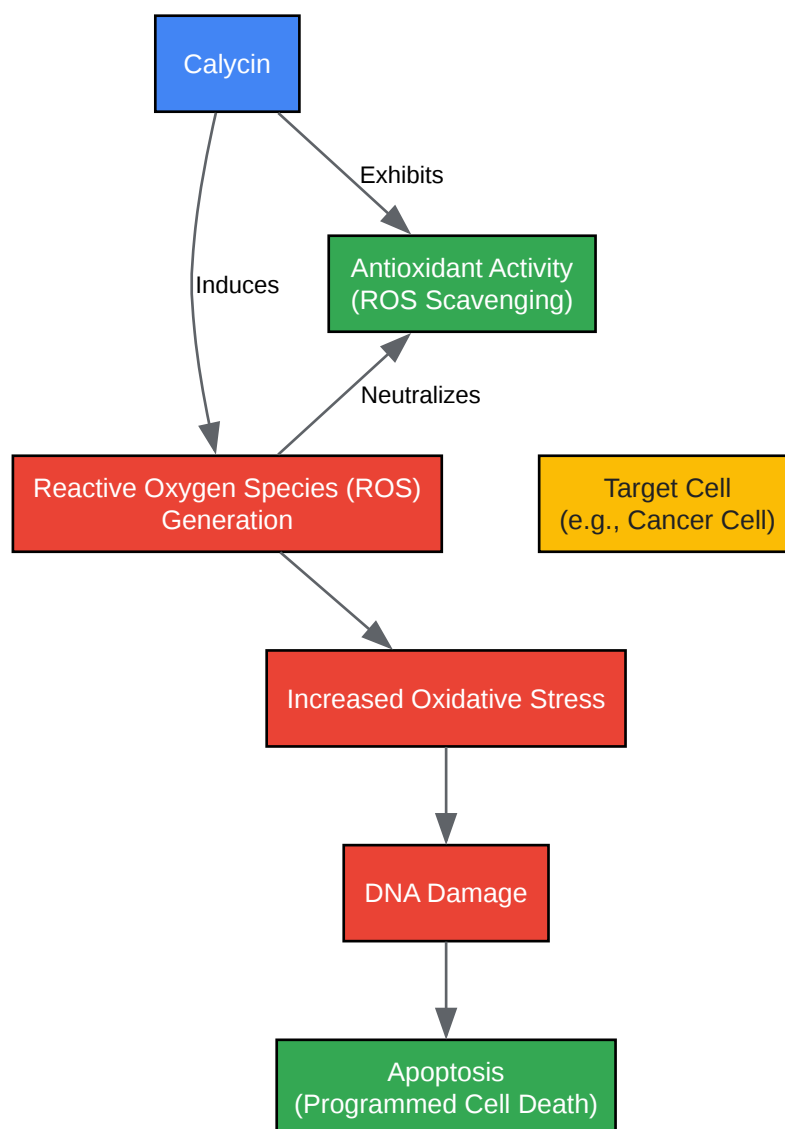 Calycin
Exhibits
Antioxidant Activity
(ROS Scavenging)
Induces
Neutralizes
Reactive Oxygen Species (ROS)
Generation
Target Cell
(e.g., Cancer Cell)
Increased Oxidative Stress
DNA Damage
Apoptosis
(Programmed Cell Death)